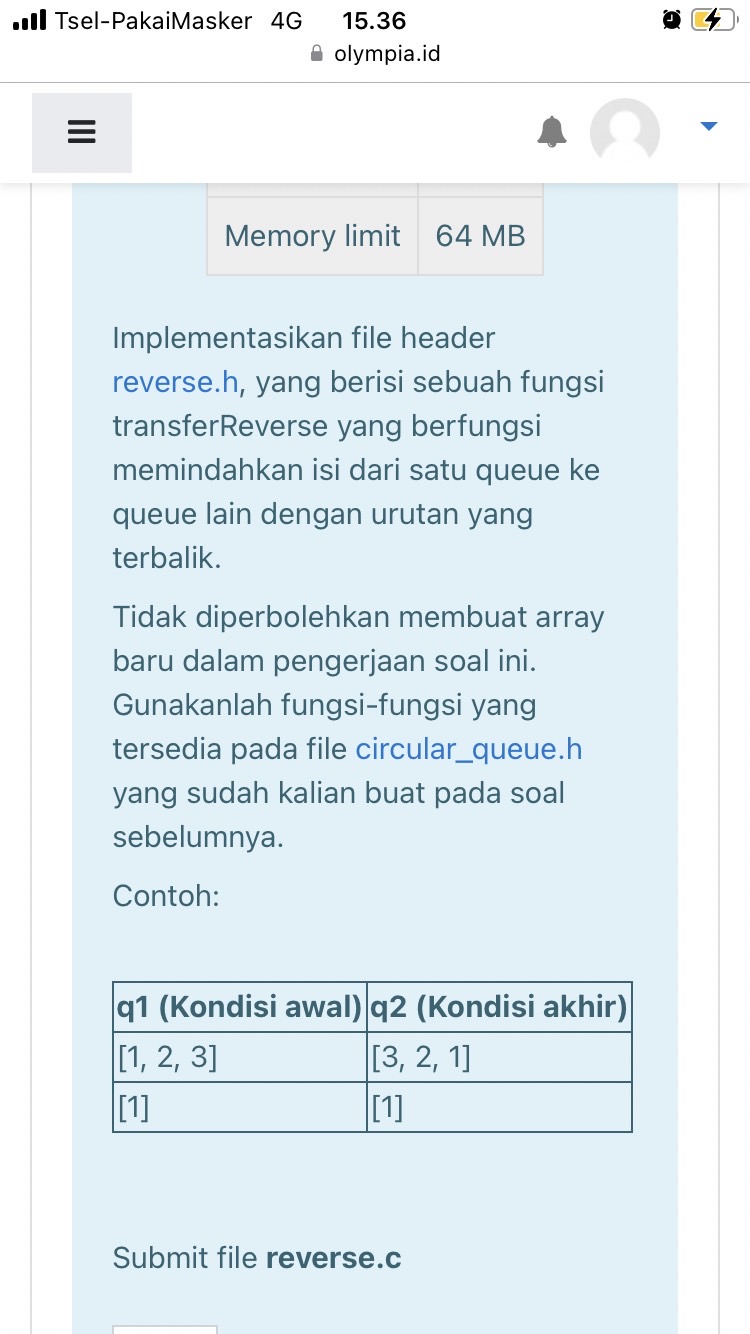 Tsel-PakaiMasker 4G 15.36
olympia.id
Memory limit 64 MB
Implementasikan file header
reverse.h, yang berisi sebuah fungsi
transferReverse yang berfungsi
memindahkan isi dari satu queue ke
queue lain dengan urutan yang
terbalik.
Tidak diperbolehkan membuat array
baru dalam pengerjaan soal ini.
Gunakanlah fungsi-fungsi yang
tersedia pada file circular_queue.h
yang sudah kalian buat pada soal
sebelumnya.
Contoh:
q1 (Kondisi awal) q2 (Kondisi akhir)
[1, 2, 3] [3, 2, 1]
[1] [1]
Submit file reverse.c